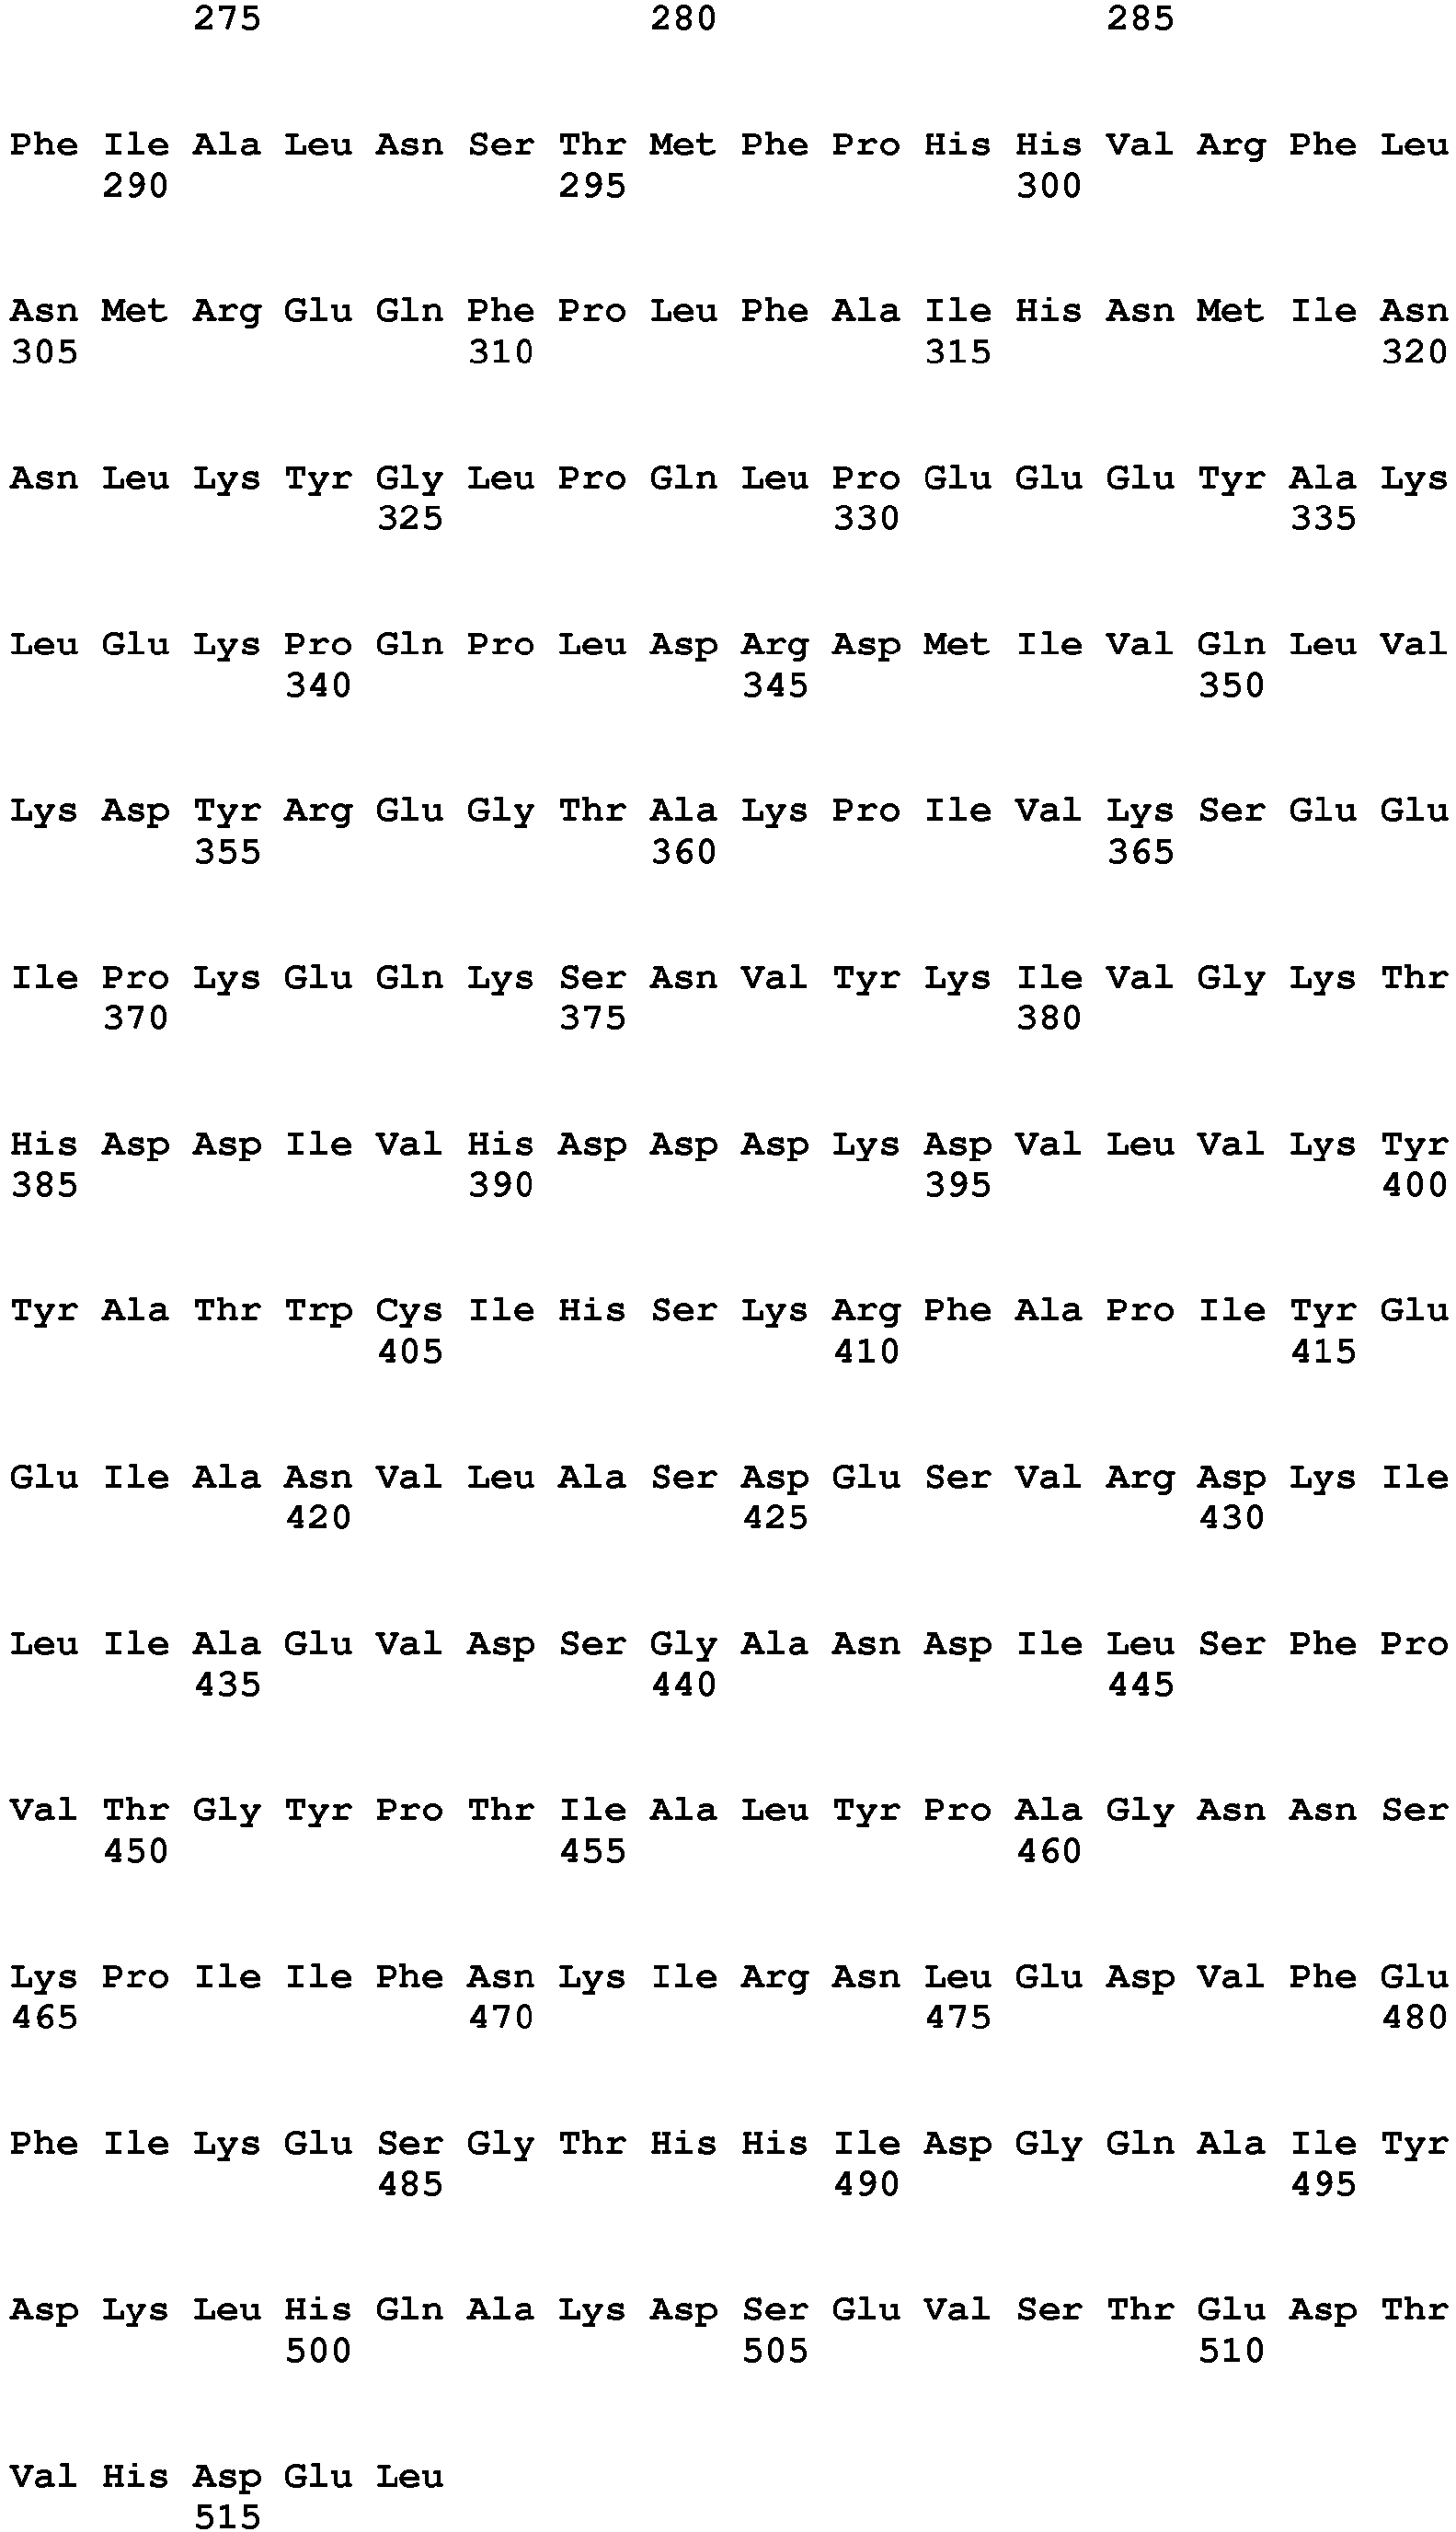 275 280 285
Phe Ile Ala Leu Asn Ser Thr Met Phe Pro His His Val Arg Phe Leu
290 295 300
Asn Met Arg Glu Gln Phe Pro Leu Phe Ala Ile His Asn Met Ile Asn
305 310 315 320
Asn Leu Lys Tyr Gly Leu Pro Gln Leu Pro Glu Glu Glu Tyr Ala Lys
325 330 335
Leu Glu Lys Pro Gln Pro Leu Asp Arg Asp Met Ile Val Gln Leu Val
340 345 350
Lys Asp Tyr Arg Glu Gly Thr Ala Lys Pro Ile Val Lys Ser Glu Glu
355 360 365
Ile Pro Lys Glu Gln Lys Ser Asn Val Tyr Lys Ile Val Gly Lys Thr
370 375 380
His Asp Asp Ile Val His Asp Asp Asp Lys Asp Val Leu Val Lys Tyr
385 390 395 400
Tyr Ala Thr Trp Cys Ile His Ser Lys Arg Phe Ala Pro Ile Tyr Glu
405 410 415
Glu Ile Ala Asn Val Leu Ala Ser Asp Glu Ser Val Arg Asp Lys Ile
420 425 430
Leu Ile Ala Glu Val Asp Ser Gly Ala Asn Asp Ile Leu Ser Phe Pro
435 440 445
Val Thr Gly Tyr Pro Thr Ile Ala Leu Tyr Pro Ala Gly Asn Asn Ser
450 455 460
Lys Pro Ile Ile Phe Asn Lys Ile Arg Asn Leu Glu Asp Val Phe Glu
465 470 475 480
Phe Ile Lys Glu Ser Gly Thr His His Ile Asp Gly Gln Ala Ile Tyr
485 490 495
Asp Lys Leu His Gln Ala Lys Asp Ser Glu Val Ser Thr Glu Asp Thr
500 505 510
Val His Asp Glu Leu
515